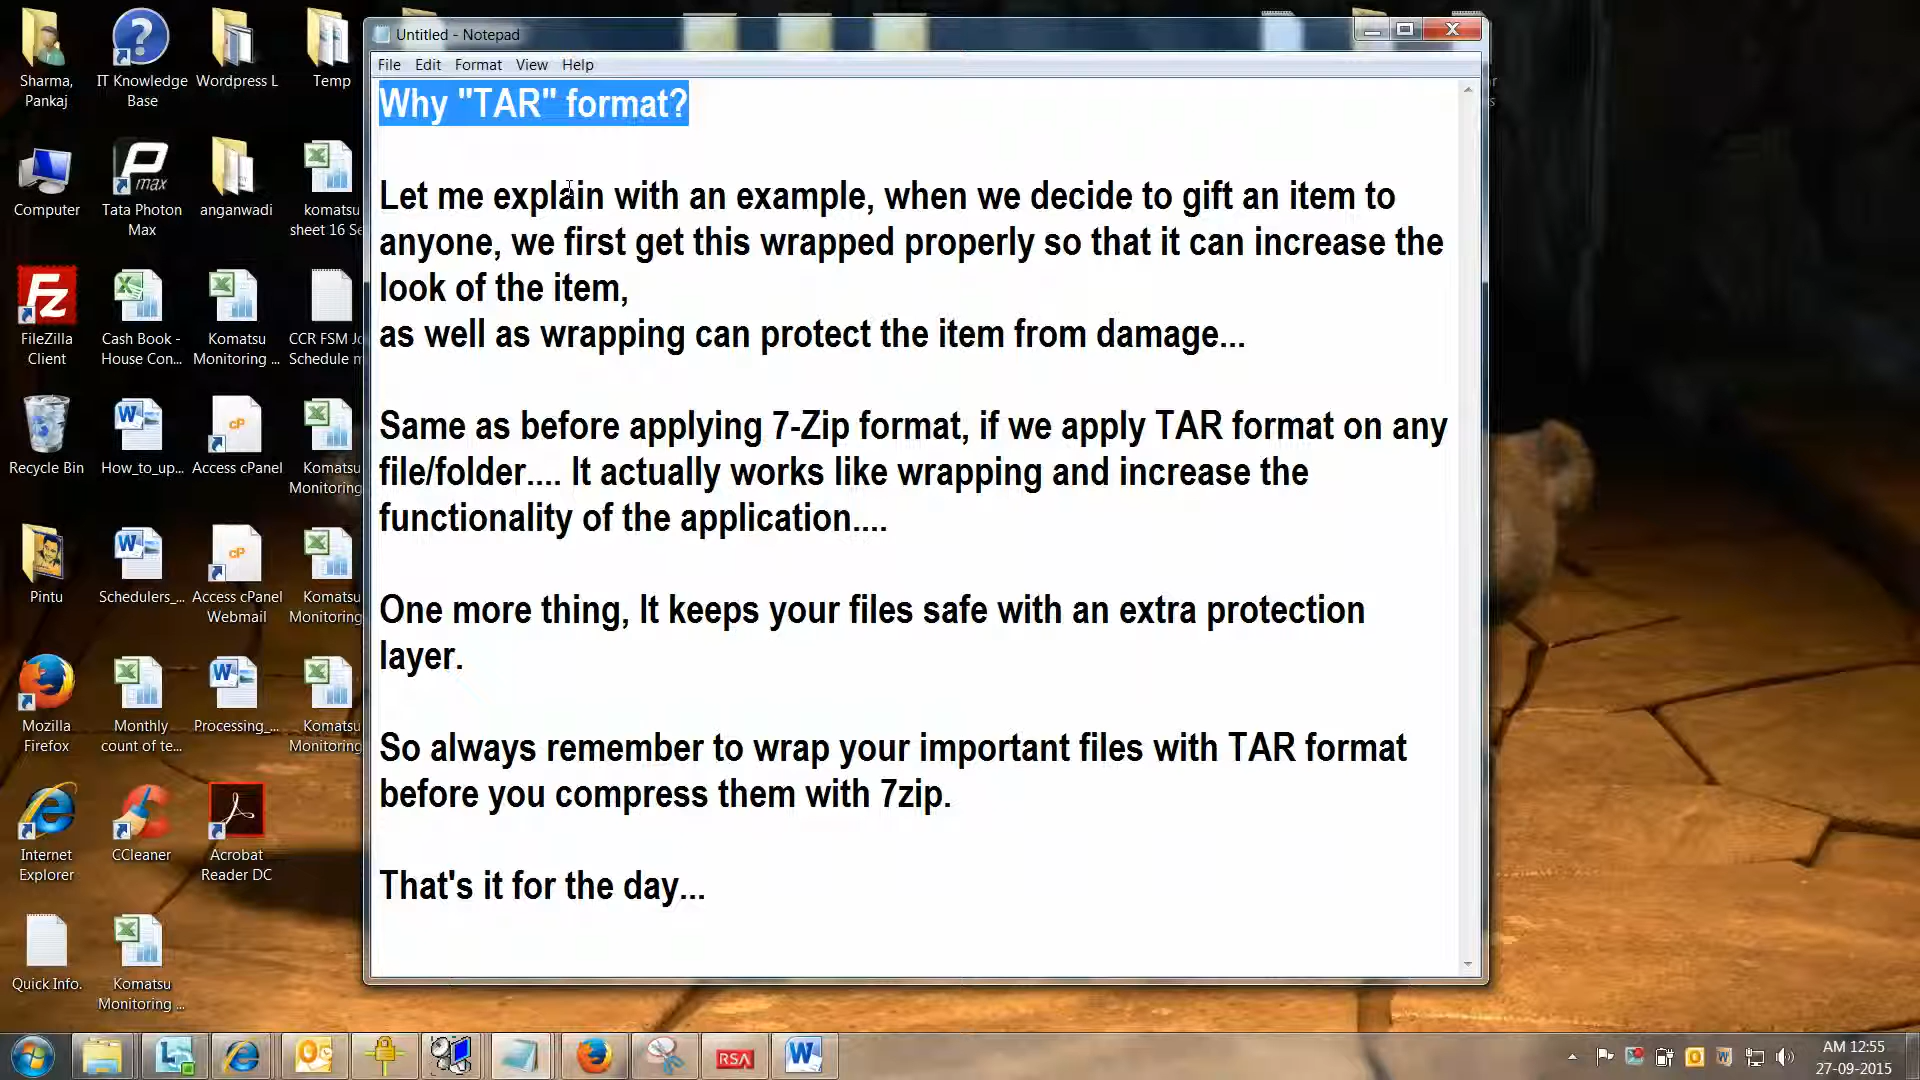 Untitled - Notepad
File Edit Format View Help
Why "TAR" format?
Let me explain with an example, when we decide to gift an item to
anyone, we first get this wrapped properly so that it can increase the
look of the item,
as well as wrapping can protect the item from damage...
Same as before applying 7-Zip format, if we apply TAR format on any
file/folder.... It actually works like wrapping and increase the
functionality of the application....
One more thing, It keeps your files safe with an extra protection
layer.
So always remember to wrap your important files with TAR format
before you compress them with 7zip.
That's it for the day...
Sharma,
Pankaj
IT Knowledge
Base
Wordpress L
Temp
Computer
Tata Photon
Max
anganwadi
komatsu
sheet 16 Se
FileZilla
Client
Cash Book -
House Con...
Komatsu
Monitoring ...
CCR FSM Jo
Schedule m
Recycle Bin
How_to_up...
Access cPanel
Komatsu
Monitoring
Pintu
Schedulers_...
Access cPanel
Webmail
Komatsu
Monitoring
Mozilla
Firefox
Monthly
count of te...
Processing_...
Komatsu
Monitoring
Internet
Explorer
CCleaner
Acrobat
Reader DC
Quick Info.
Komatsu
Monitoring ...
RSA
AM 12:55
27-09-2015